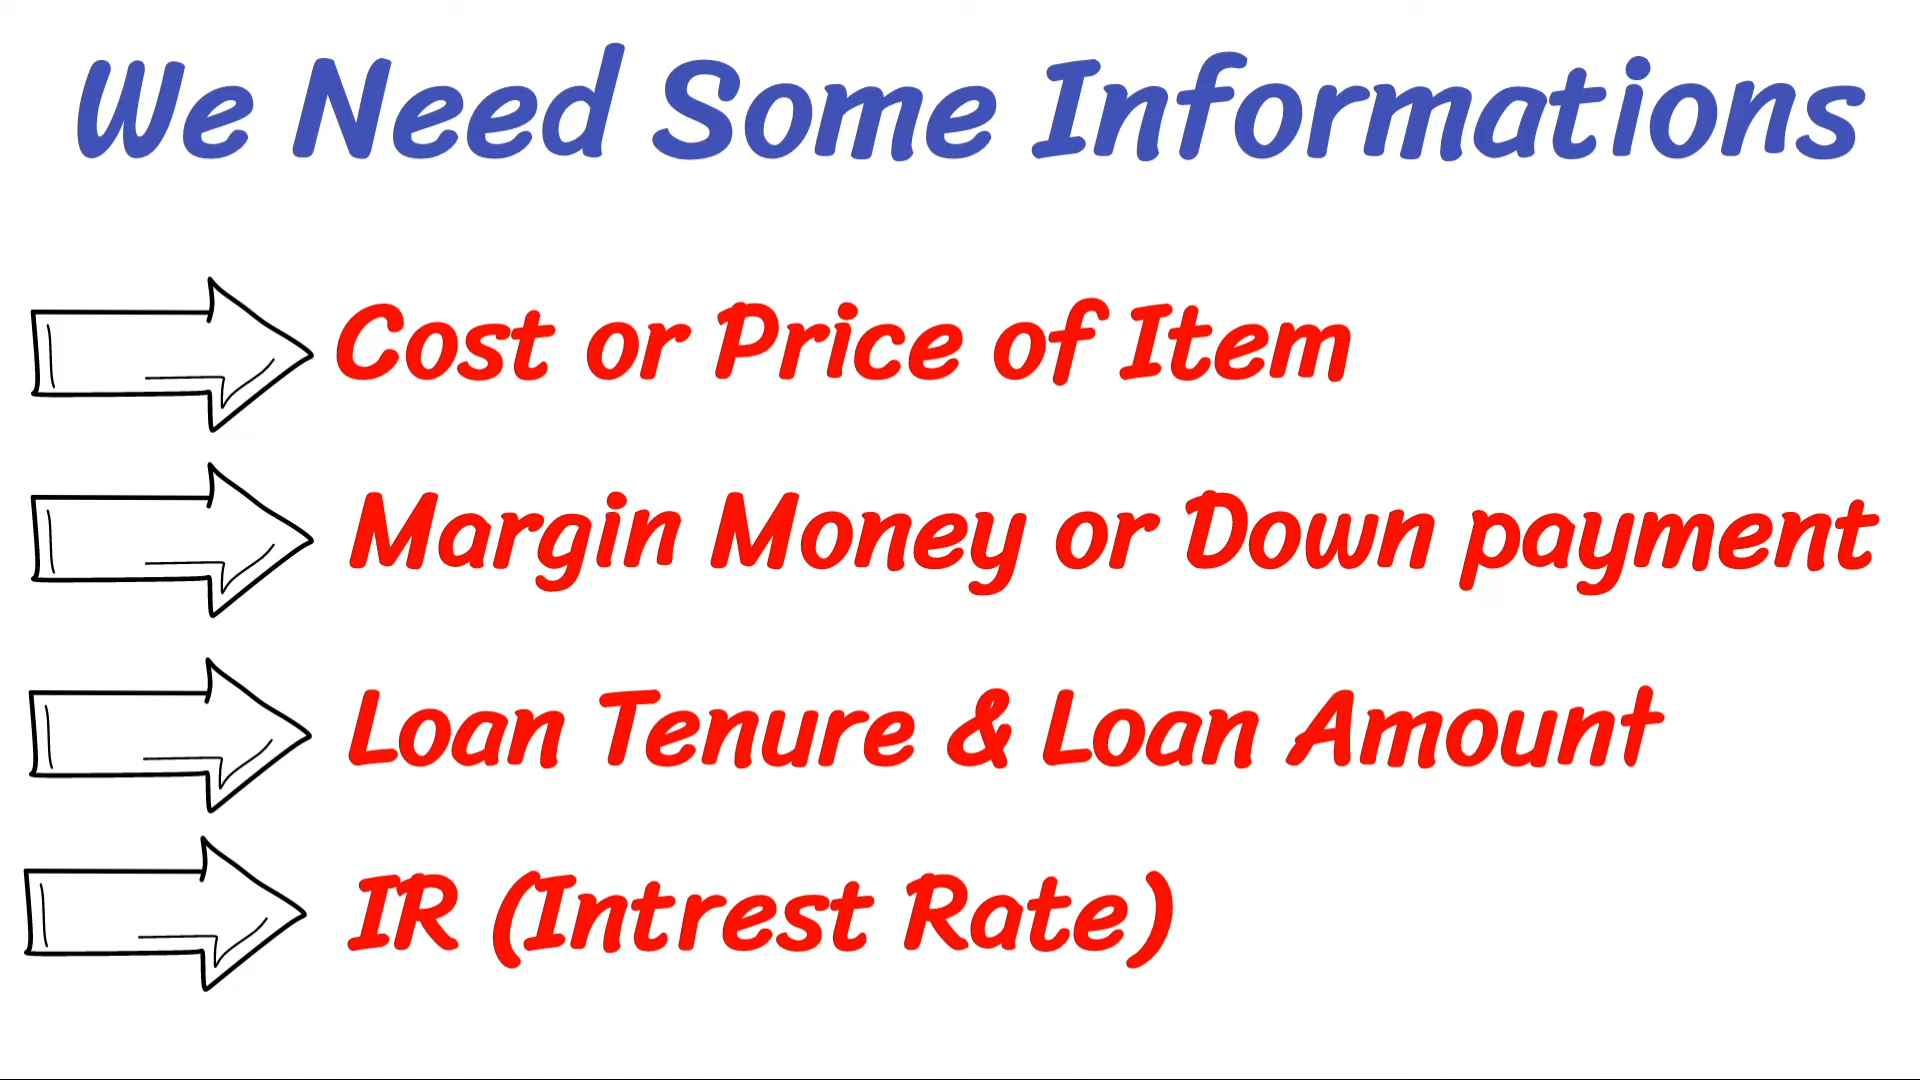 We Need Some Informations
Cost or Price of Item
Margin Money or Down payment
Loan Tenure & Loan Amount
IR (Intrest Rate)